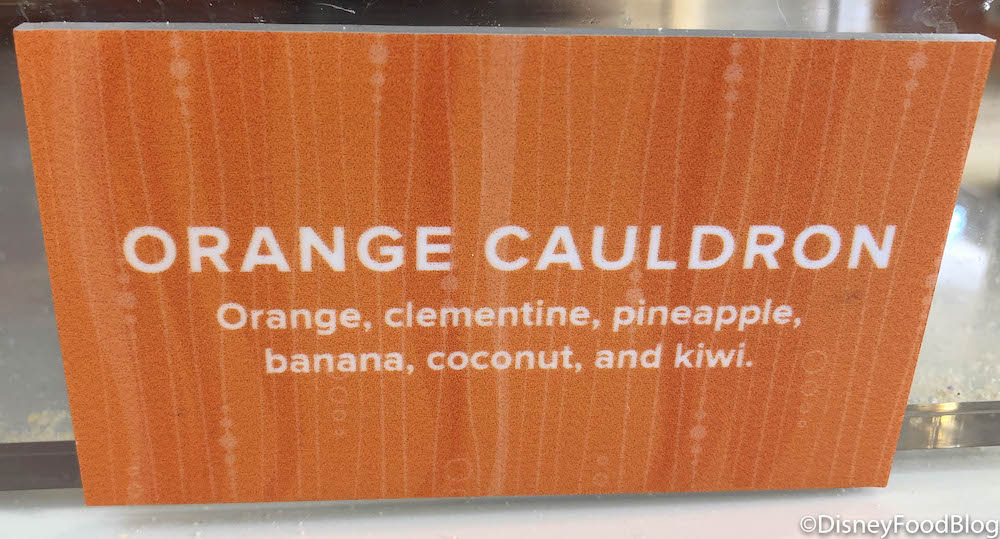 ORANGE CAULDRON
Orange, clementine, pineapple,
banana, coconut, and kiwi.
©DisneyFoodBlog